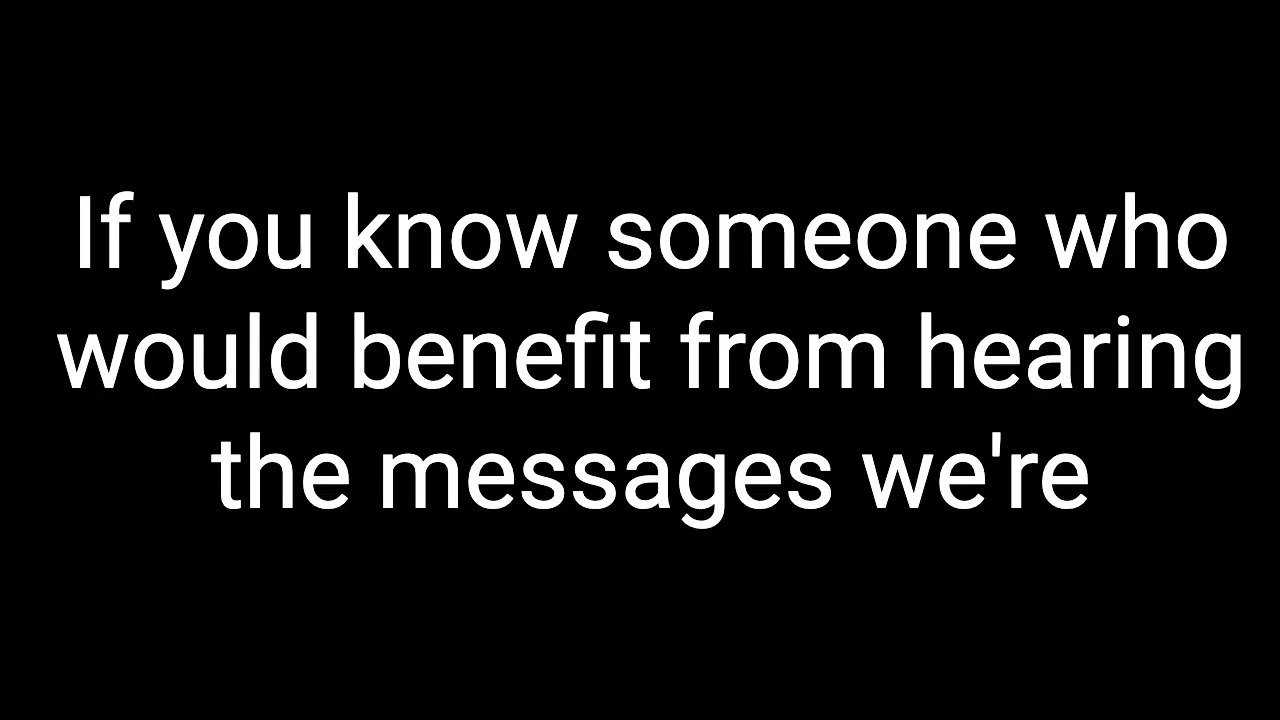 If you know someone who
would benefit from hearing
the messages we're